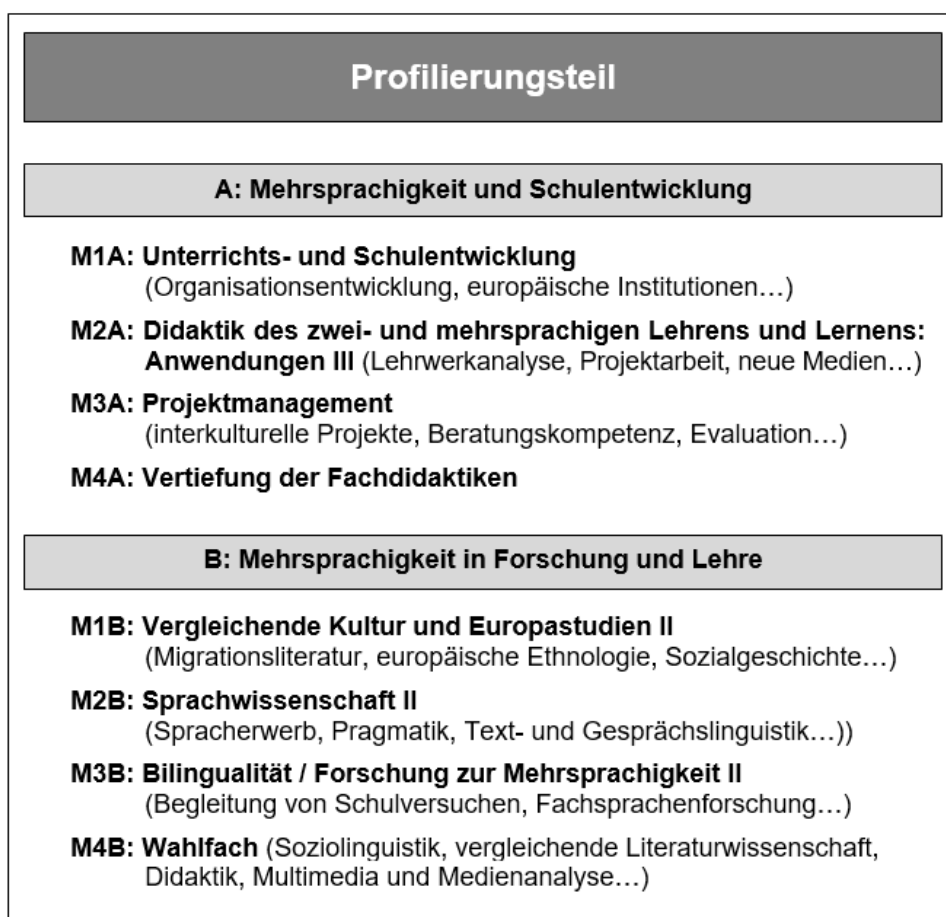 Profilierungsteil
A: Mehrsprachigkeit und Schulentwicklung
M1A: Unterrichts- und Schulentwicklung
(Organisationsentwicklung, europäische Institutionen…)
M2A: Didaktik des zwei- und mehrsprachigen Lehrens und Lernens:
Anwendungen III (Lehrwerkanalyse, Projektarbeit, neue Medien…)
M3A: Projektmanagement
(interkulturelle Projekte, Beratungskompetenz, Evaluation…)
M4A: Vertiefung der Fachdidaktiken
B: Mehrsprachigkeit in Forschung und Lehre
M1B: Vergleichende Kultur und Europastudien II
(Migrationsliteratur, europäische Ethnologie, Sozialgeschichte…)
M2B: Sprachwissenschaft II
(Spracherwerb, Pragmatik, Text- und Gesprächslinguistik…))
M3B: Bilingualität / Forschung zur Mehrsprachigkeit II
(Begleitung von Schulversuchen, Fachsprachenforschung…)
M4B: Wahlfach (Soziolinguistik, vergleichende Literaturwissenschaft,
Didaktik, Multimedia und Medienanalyse…)